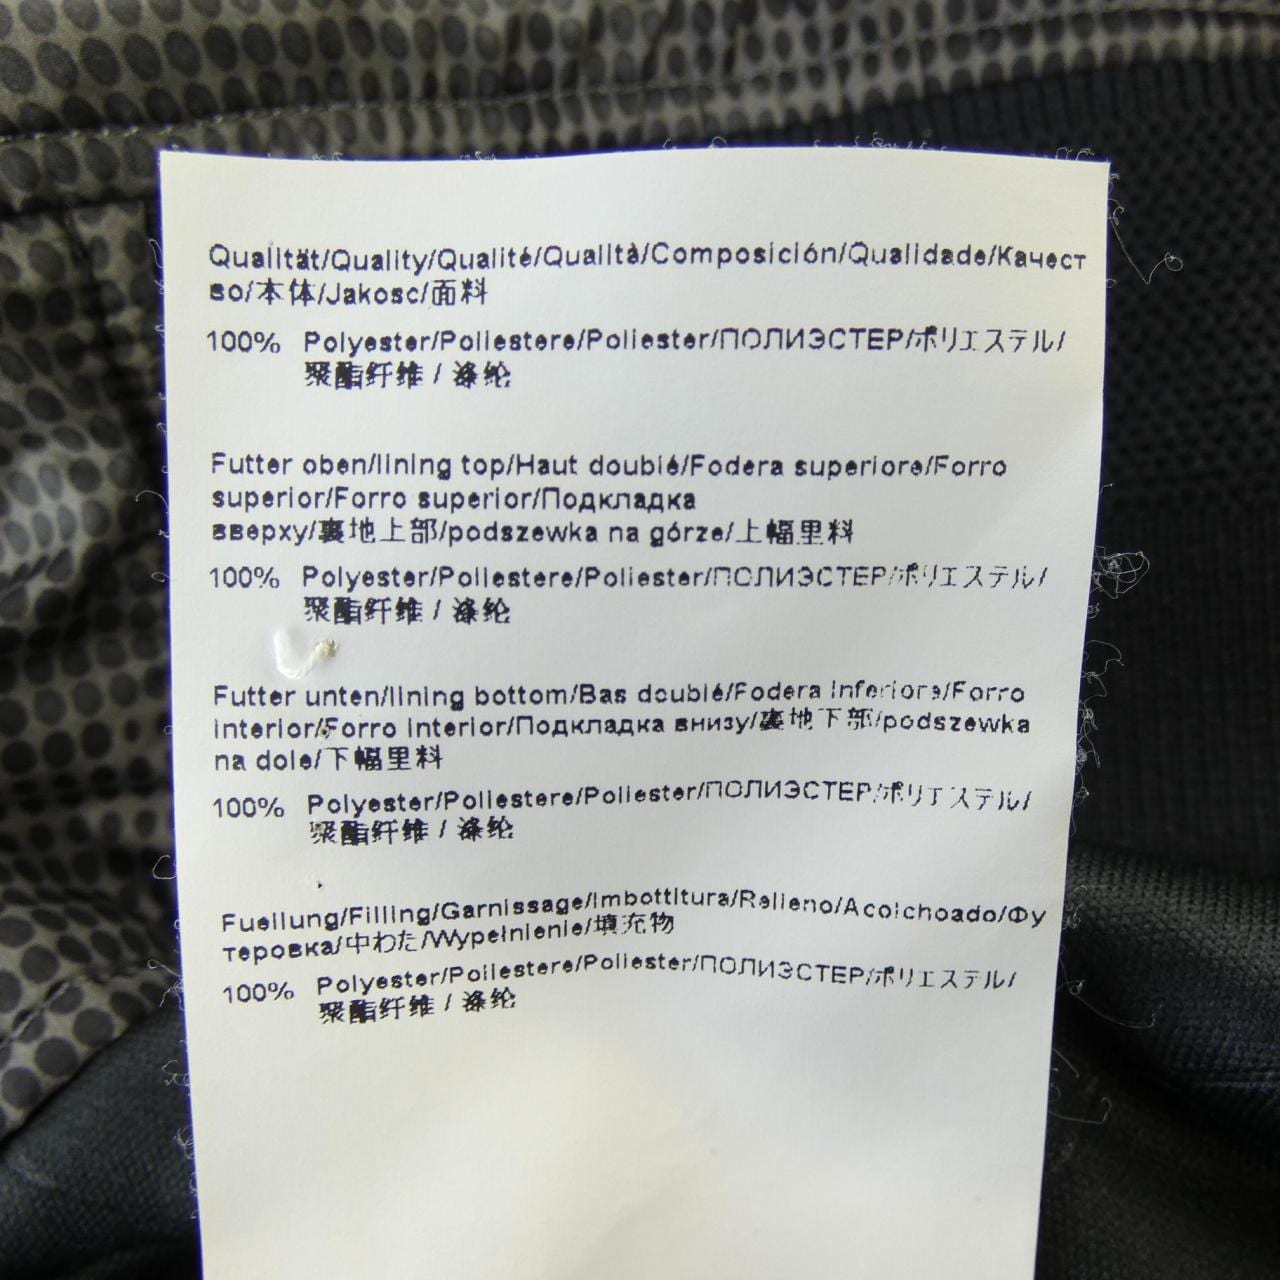 Qualität/Quality/Qualité/Qualità/Composición/Qualidade/Качест
во/本体/Jakosc/面料
100% Polyester/Poliestere/Poliester/ПОЛИЭСТЕР/ポリエステル/
聚酯纤维 / 涤纶
Futter oben/lining top/Haut doublé/Fodera superiore/Forro
superior/Forro superior/Подкладка
вверху/裏地上部/podszewka na górze/上幅里料
100% Polyester/Poliestere/Poliester/ПОЛИЭСТЕР/ポリエステル/
聚酯纤维 / 涤纶
Futter unten/lining bottom/Bas doublé/Fodera inferiore/Forro
interior/Forro interior/Подкладка внизу/裏地下部/podszewka
na dole/下幅里料
100% Polyester/Poliestere/Poliester/ПОЛИЭСТЕР/ポリエステル/
聚酯纤维 / 涤纶
Fuellung/Filling/Garnissage/Imbottitura/Relleno/Acolchoado/Фу
теровка/中わた/Wypełnienie/填充物
100% Polyester/Poliestere/Poliester/ПОЛИЭСТЕР/ポリエステル/
聚酯纤维 / 涤纶